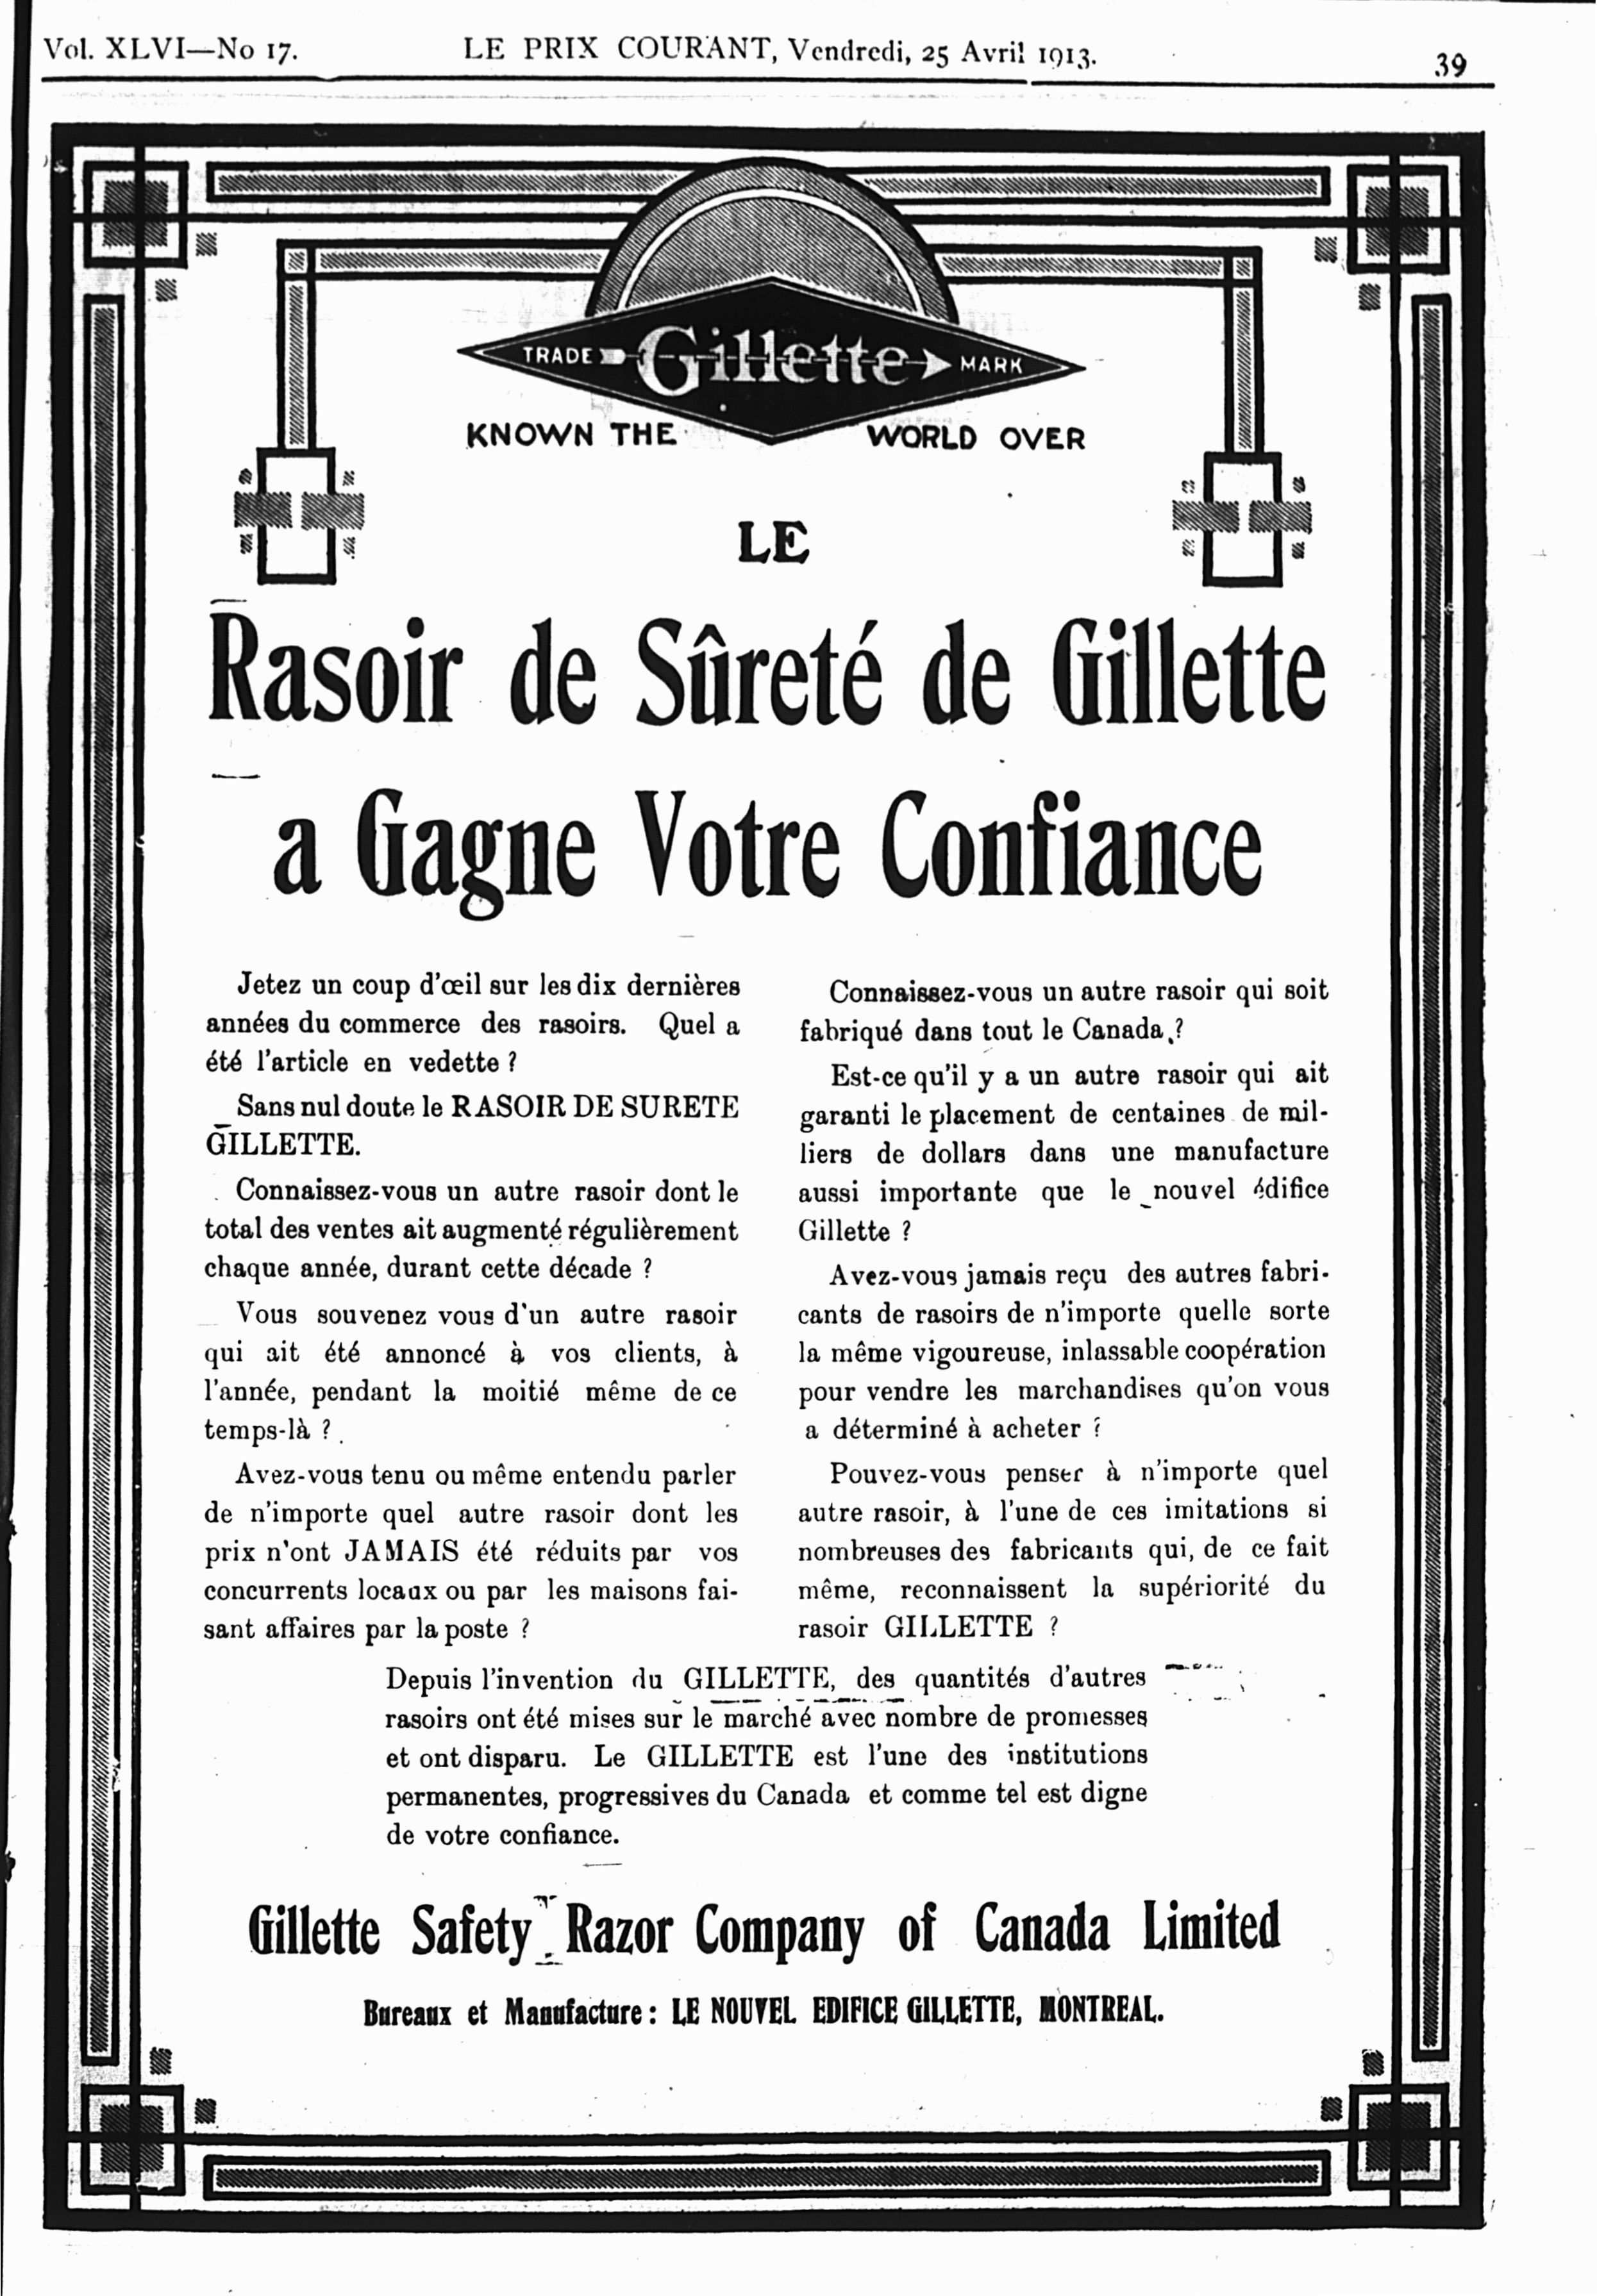 Vol. XLVI—No 17.
LE PRIX COURANT, Vendredi, 25 Avril 1913.
39
TRADE Gillette MARK
KNOWN THE WORLD OVER
LE
Rasoir de Sûreté de Gillette
a Gagne Votre Confiance
Jetez un coup d'œil sur les dix dernières
années du commerce des rasoirs. Quel a
été l'article en vedette ?
Sans nul doute le RASOIR DE SURETE
GILLETTE.
Connaissez-vous un autre rasoir dont le
total des ventes ait augmenté régulièrement
chaque année, durant cette décade ?
Vous souvenez vous d'un autre rasoir
qui ait été annoncé à vos clients, à
l'année, pendant la moitié même de ce
temps-là ?
Avez-vous tenu ou même entendu parler
de n'importe quel autre rasoir dont les
prix n'ont JAMAIS été réduits par vos
concurrents locaux ou par les maisons fai-
sant affaires par la poste ?
Connaissez-vous un autre rasoir qui soit
fabriqué dans tout le Canada ?
Est-ce qu'il y a un autre rasoir qui ait
garanti le placement de centaines de mil-
liers de dollars dans une manufacture
aussi importante que le nouvel édifice
Gillette ?
Avez-vous jamais reçu des autres fabri-
cants de rasoirs de n'importe quelle sorte
la même vigoureuse, inlassable coopération
pour vendre les marchandises qu'on vous
a déterminé à acheter ?
Pouvez-vous penser à n'importe quel
autre rasoir, à l'une de ces imitations si
nombreuses des fabricants qui, de ce fait
même, reconnaissent la supériorité du
rasoir GILLETTE ?
Depuis l'invention du GILLETTE, des quantités d'autres
rasoirs ont été mises sur le marché avec nombre de promesses
et ont disparu. Le GILLETTE est l'une des institutions
permanentes, progressives du Canada et comme tel est digne
de votre confiance.
Gillette Safety Razor Company of Canada Limited
Bureaux et Manufacture : LE NOUVEL EDIFICE GILLETTE, MONTREAL.